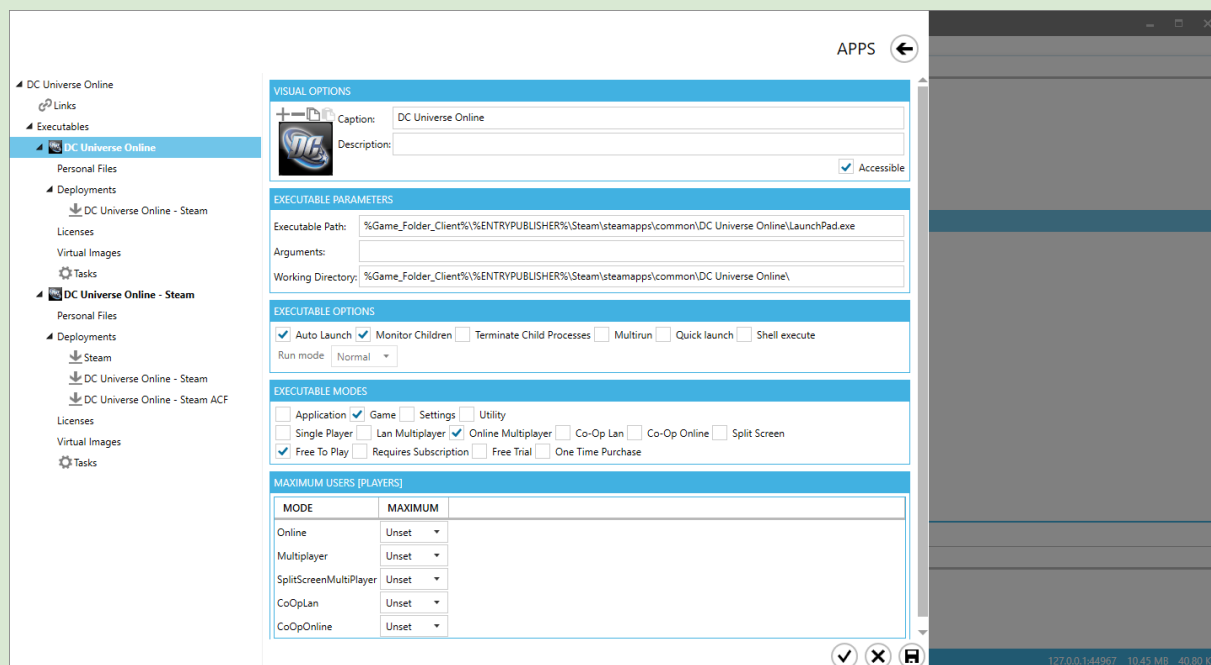 APPS
DC Universe Online
Links
Executables
DC Universe Online
Personal Files
Deployments
DC Universe Online - Steam
Licenses
Virtual Images
Tasks
DC Universe Online - Steam
Personal Files
Deployments
Steam
DC Universe Online - Steam
DC Universe Online - Steam ACF
Licenses
Virtual Images
Tasks
VISUAL OPTIONS
DC
Caption: DC Universe Online
Description:
Accessible
EXECUTABLE PARAMETERS
Executable Path: %Game_Folder_Client%\%ENTRYPUBLISHER%\Steam\steamapps\common\DC Universe Online\LaunchPad.exe
Arguments:
Working Directory: %Game_Folder_Client%\%ENTRYPUBLISHER%\Steam\steamapps\common\DC Universe Online\
EXECUTABLE OPTIONS
Auto Launch Monitor Children Terminate Child Processes Multirun Quick launch Shell execute
Run mode Normal
EXECUTABLE MODES
Application Game Settings Utility
Single Player Lan Multiplayer Online Multiplayer Co-Op Lan Co-Op Online Split Screen
Free To Play Requires Subscription Free Trial One Time Purchase
MAXIMUM USERS [PLAYERS]
MODE MAXIMUM
Online Unset
Multiplayer Unset
SplitScreenMultiPlayer Unset
CoOpLan Unset
CoOpOnline Unset
127.0.0.1:44967 10.45 MB 40.80 K